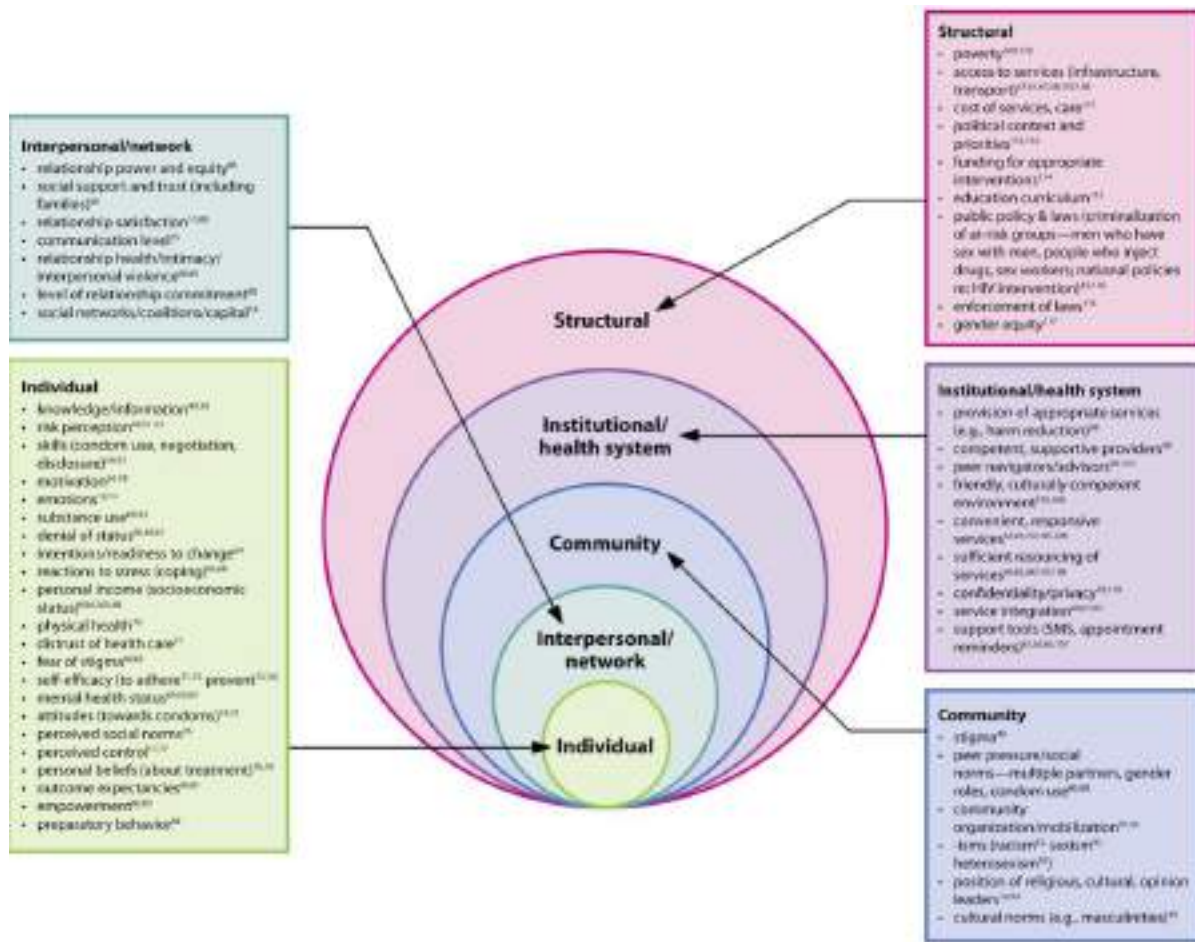 Structural
- poverty
- access to services (infrastructure,
transport)
- cost of services, care
- political context and
priorities
- funding for appropriate
interventions
- education curriculum
- public policy & laws (criminalization
of at-risk groups—men who have
sex with men, people who inject
drugs, sex workers; national policies
re: HIV intervention)
- enforcement of laws
- gender equity
Interpersonal/network
• relationship power and equity
• social support and trust (including
families)
• relationship satisfaction
• communication level
• relationship health/intimacy/
interpersonal violence
• level of relationship commitment
• social networks/coalitions/capital
Individual
• knowledge/information
• risk perception
• skills (condom use, negotiation,
disclosure)
• motivation
• emotions
• substance use
• denial of status
• intentions/readiness to change
• reactions to stress (coping)
• personal income (socioeconomic
status)
• physical health
• distrust of health care
• fear of stigma
• self-efficacy (to adhere prevent
• mental health status
• attitudes (towards condoms)
• perceived social norms
• perceived control
• personal beliefs (about treatment)
• outcome expectancies
• empowerment
• preparatory behavior
Structural
Institutional/
health system
Community
Interpersonal/
network
Individual
Institutional/health system
- provision of appropriate services
(e.g., harm reduction)
- competent, supportive providers
- peer navigators/advisors
- friendly, culturally competent
environment
- convenient, responsive
services
- sufficient resourcing of
services
- confidentiality/privacy
- service integration
- support tools (SMS, appointment
reminders)
Community
- stigma
- peer pressure/social
norms—multiple partners, gender
roles, condom use
- community
organization/mobilization
- -isms (racism sexism
heterosexism)
- position of religious, cultural, opinion
leaders
- cultural norms (e.g., masculinities)